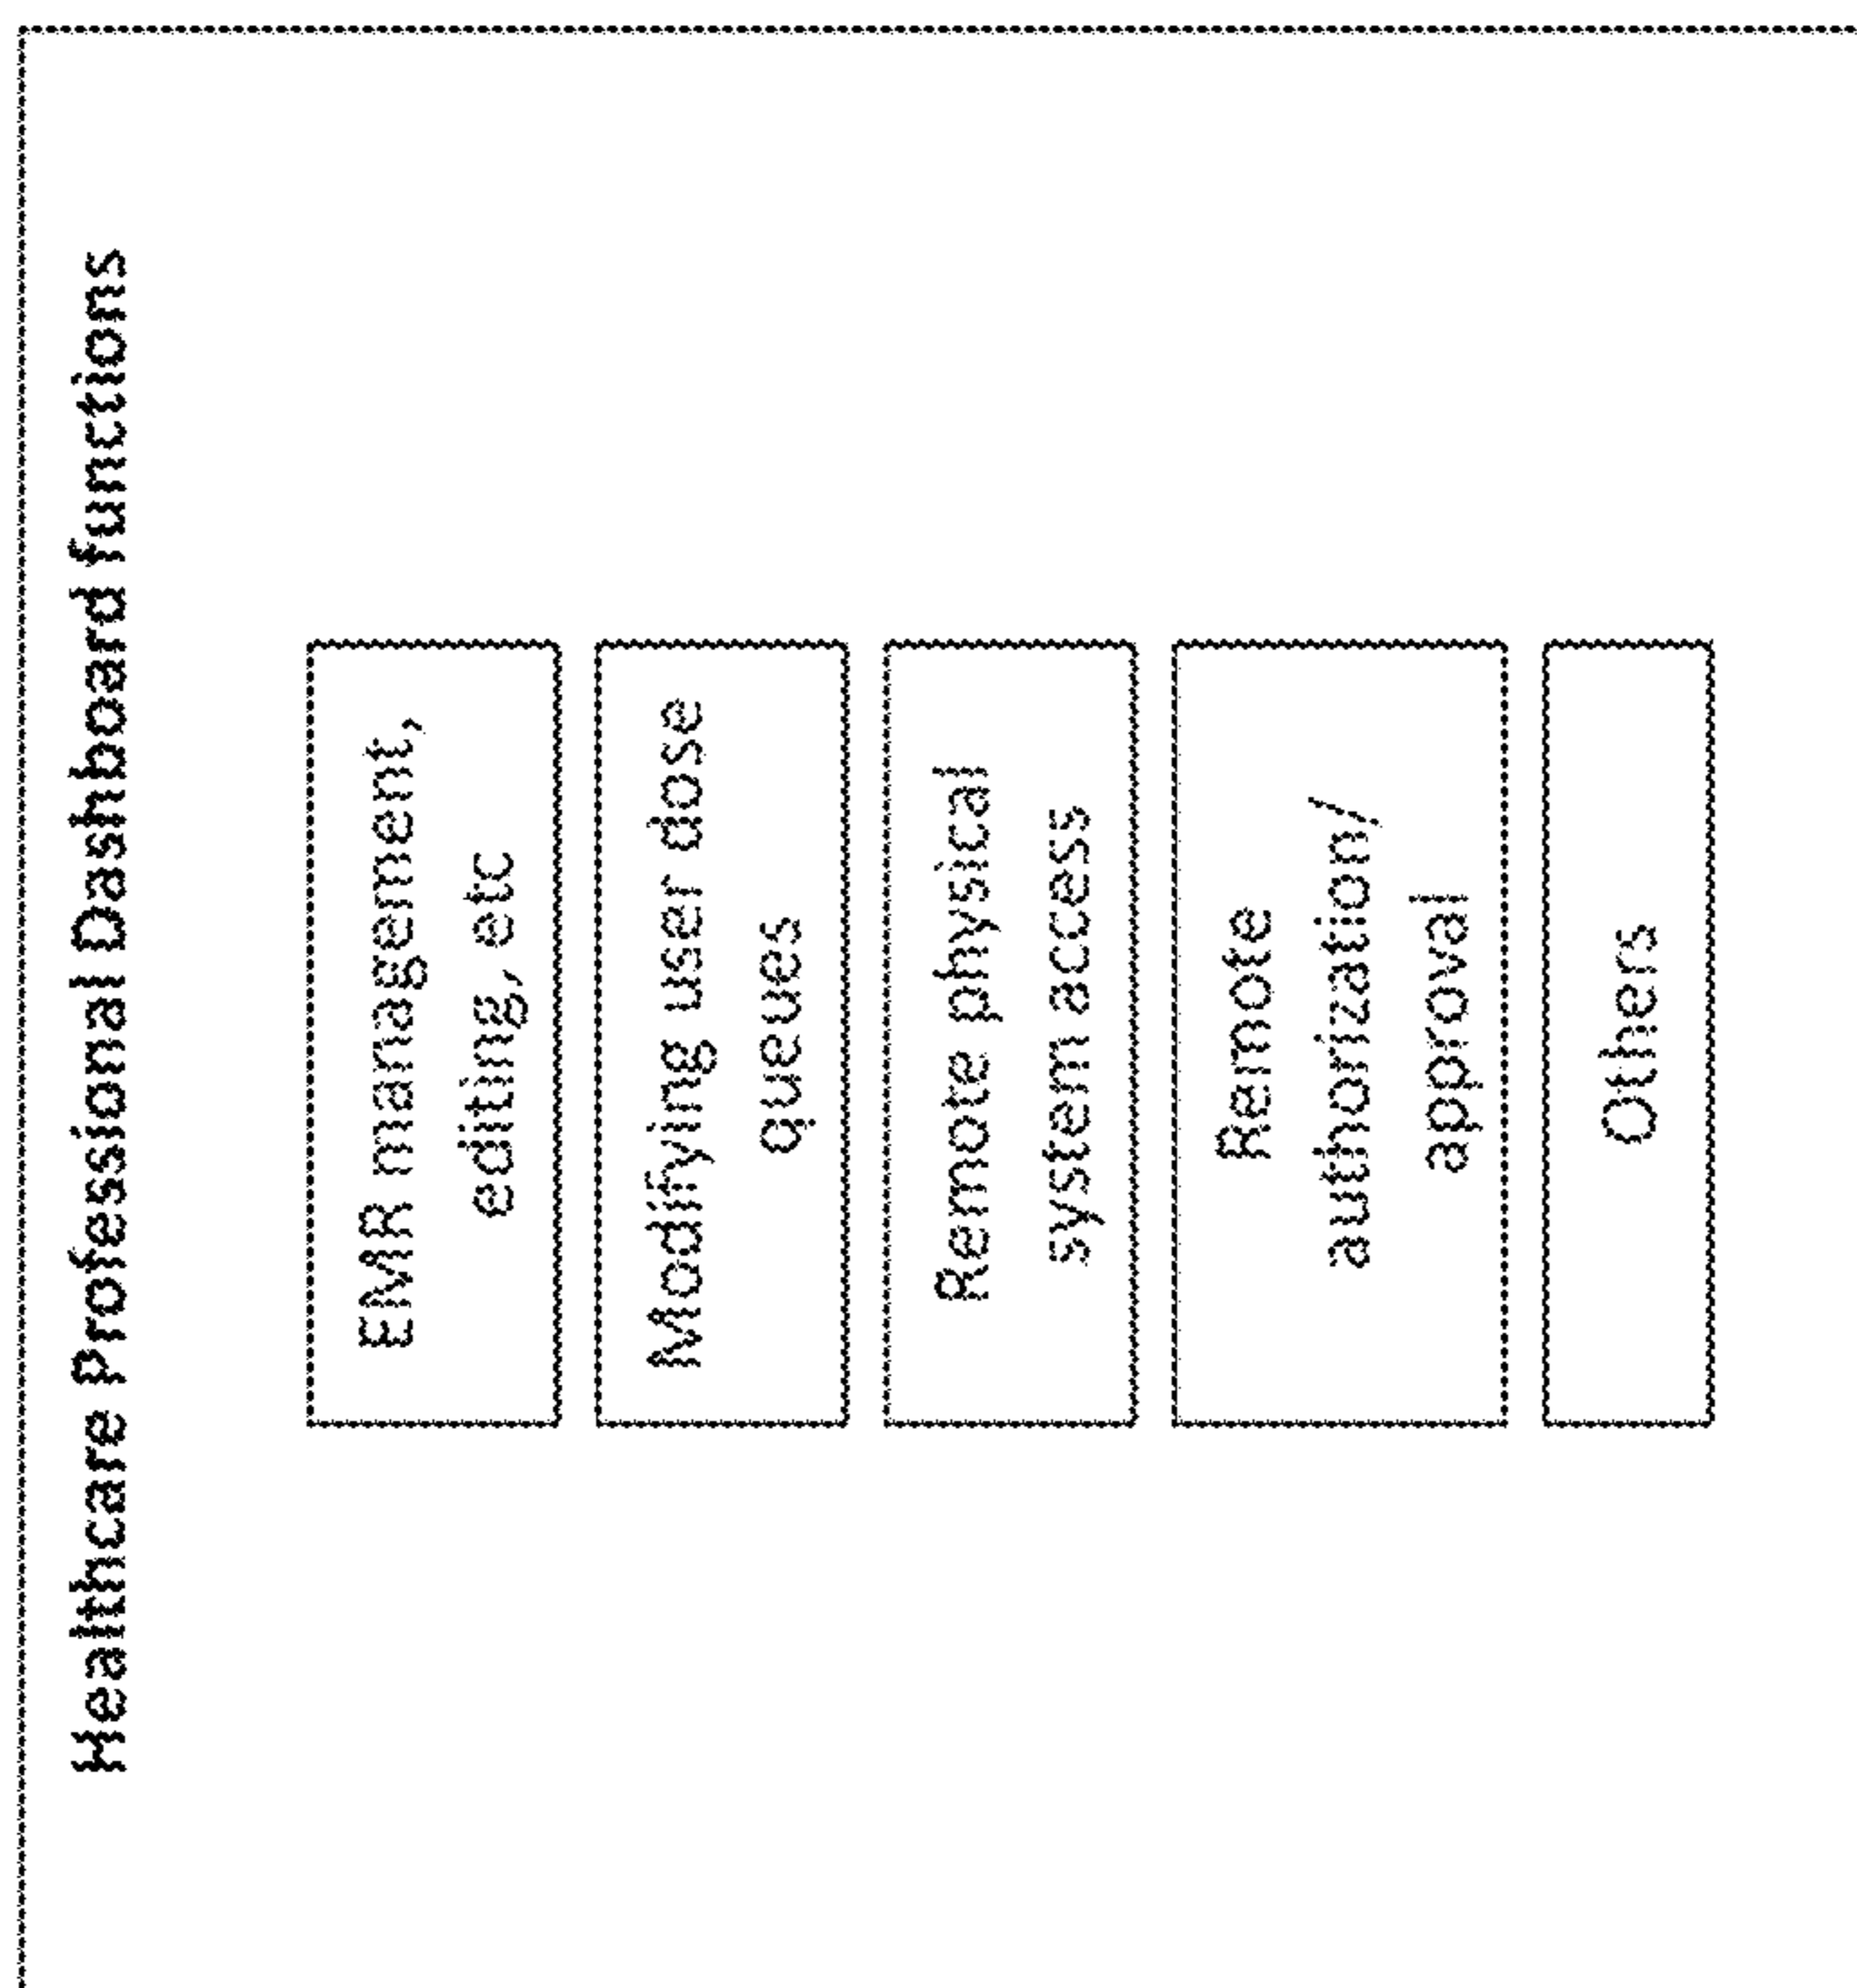 Healthcare Professional Dashboard functions
EMR management,
editing, etc
Modifying user dose
queues
Remote physical
system access
Remote
authorization/
approval
Others